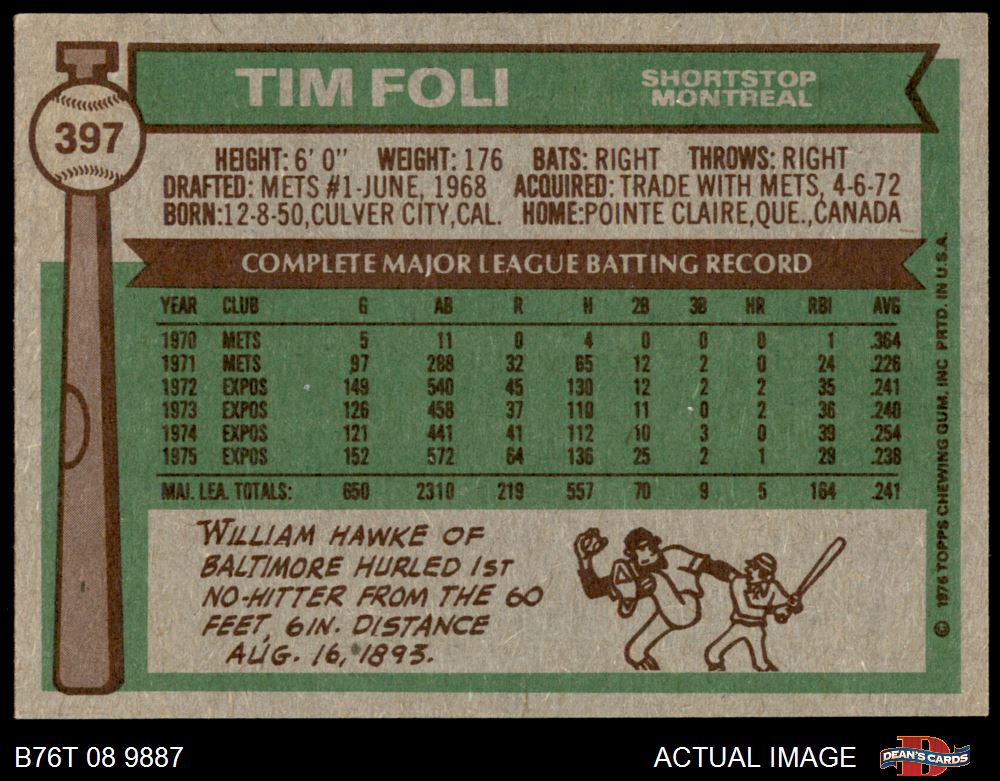 397
TIM FOLI
SHORTSTOP
MONTREAL
HEIGHT: 6' 0" WEIGHT: 176 BATS: RIGHT THROWS: RIGHT
DRAFTED: METS #1-JUNE, 1968 ACQUIRED: TRADE WITH METS, 4-6-72
BORN:12-8-50,CULVER CITY,CAL. HOME:POINTE CLAIRE,QUE.,CANADA
COMPLETE MAJOR LEAGUE BATTING RECORD
YEAR CLUB G AB R H 2B 3B HR RBI AVG
1970 METS 5 11 0 4 0 0 0 1 .364
1971 METS 97 288 32 65 12 2 0 24 .226
1972 EXPOS 149 540 45 130 12 2 2 35 .241
1973 EXPOS 126 458 37 110 11 0 2 36 .240
1974 EXPOS 121 441 41 112 10 3 0 39 .254
1975 EXPOS 152 572 64 136 25 2 1 29 .238
MAJ. LEA. TOTALS: 650 2310 219 557 70 9 5 164 .241
WILLIAM HAWKE OF
BALTIMORE HURLED 1ST
NO-HITTER FROM THE 60
FEET, 6IN. DISTANCE
AUG. 16, 1893.
© 1976 TOPPS CHEWING GUM, INC PRTD. IN U.S.A.
B76T 08 9887
ACTUAL IMAGE
DEAN'S CARDS